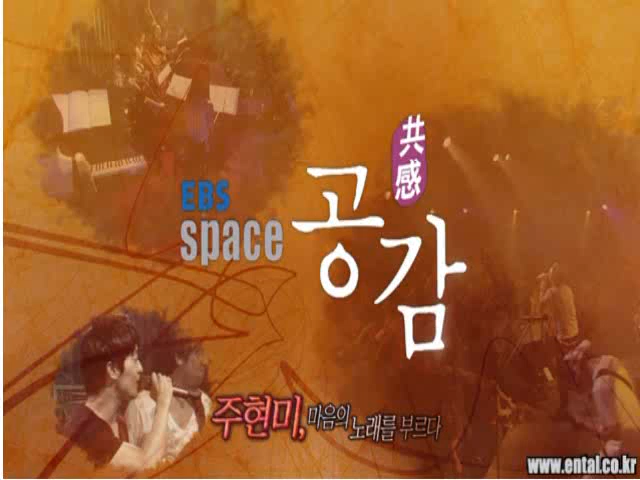 共感
EBS
space
공감
주현미, 마음의 노래를 부르다
www.ental.co.kr